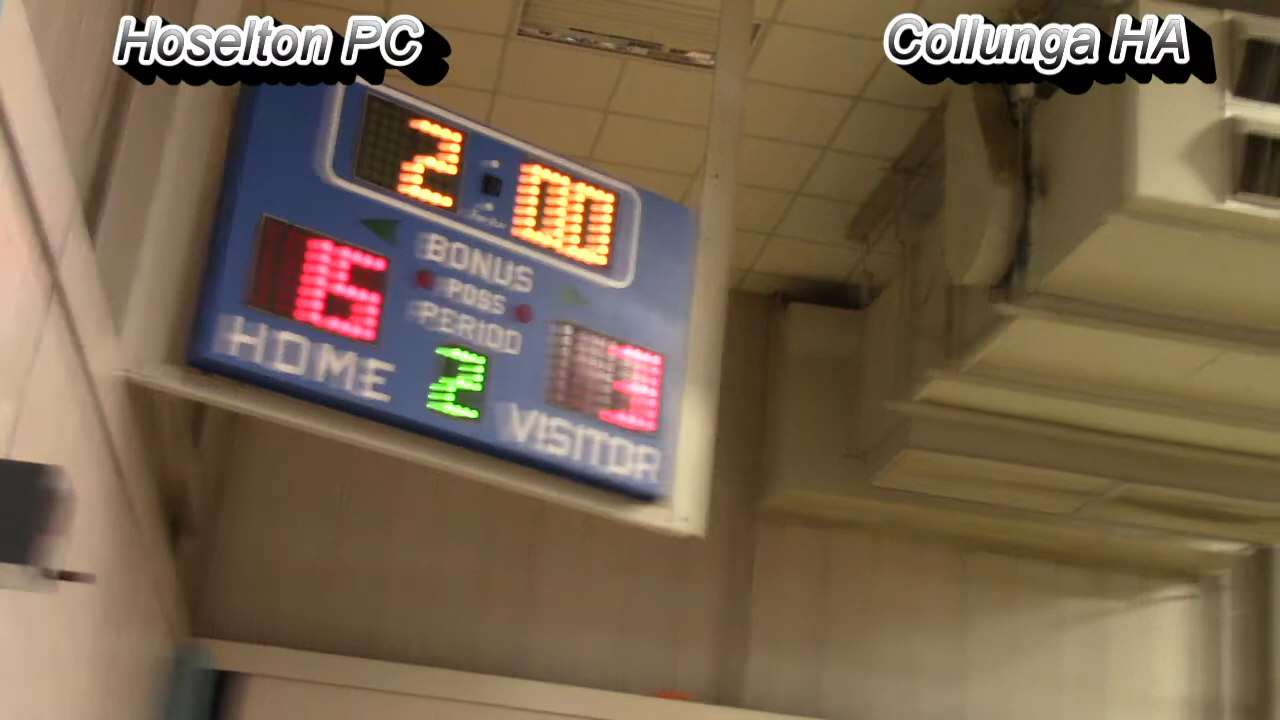 Hoselton PC
Collunga HA
2:00
BONUS
POSS
PERIOD
6
2
3
HOME
VISITOR